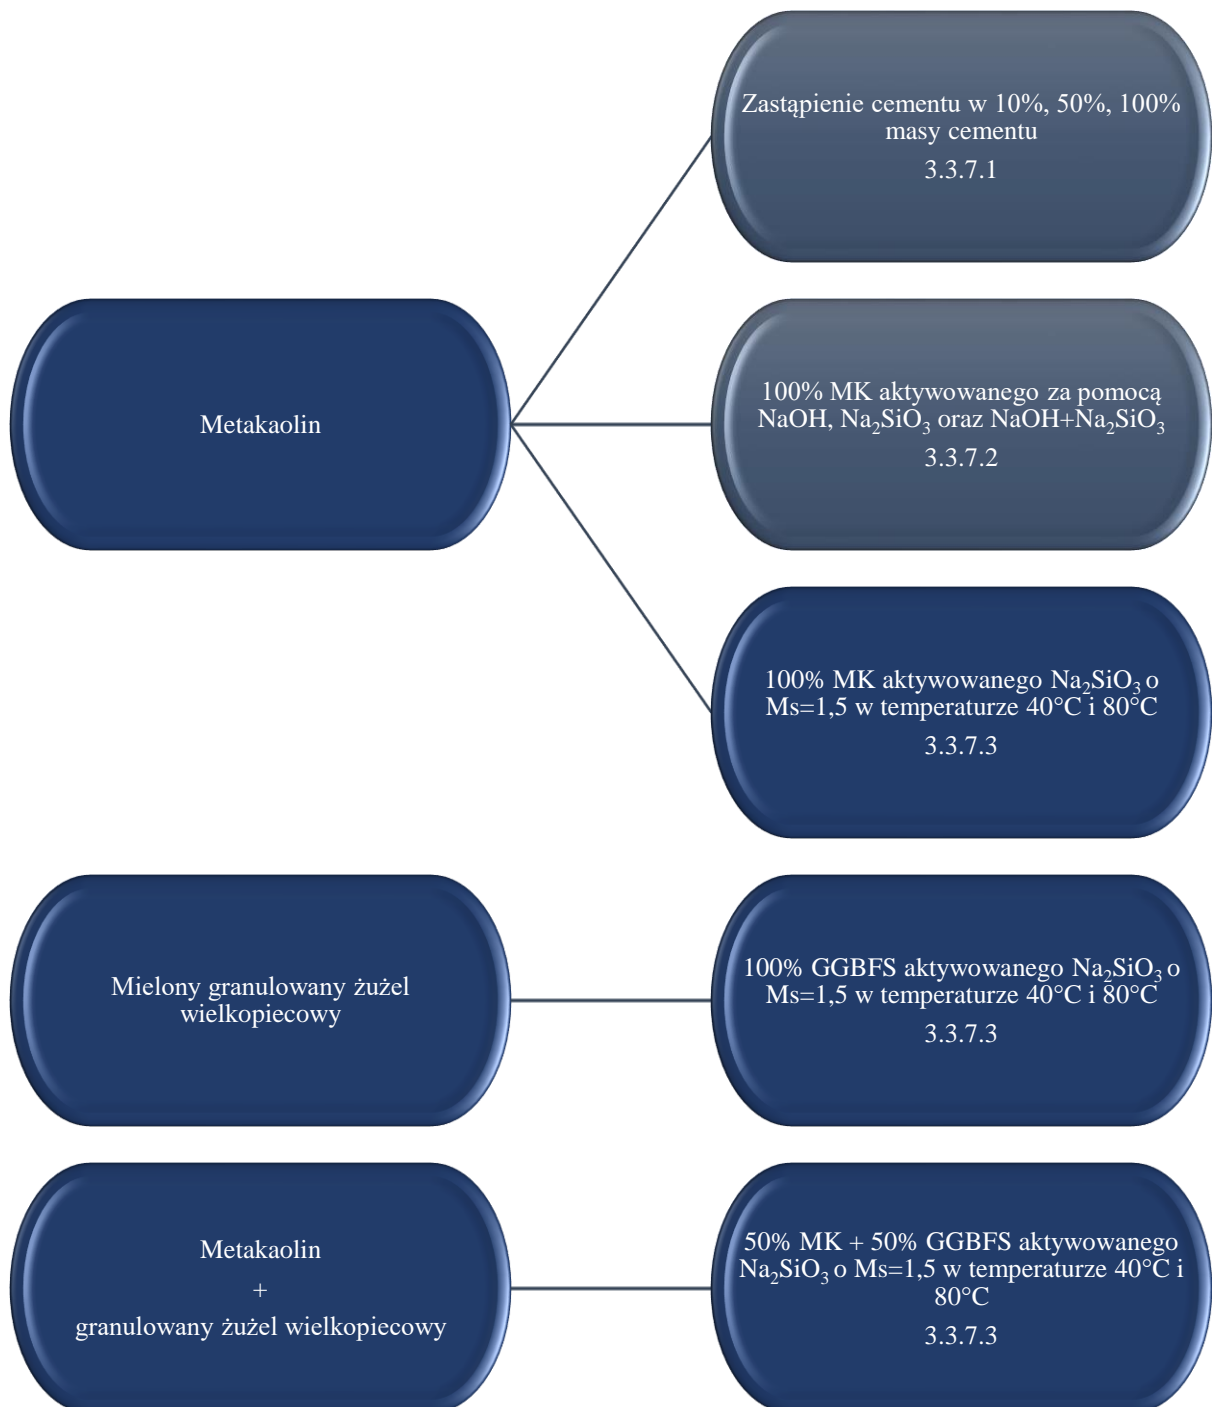 Zastąpienie cementu w 10%, 50%, 100%
masy cementu
3.3.7.1
Metakaolin
100% MK aktywowanego za pomocą
NaOH, Na₂SiO₃ oraz NaOH+Na₂SiO₃
3.3.7.2
100% MK aktywowanego Na₂SiO₃ o
Ms=1,5 w temperaturze 40°C i 80°C
3.3.7.3
Mielony granulowany żużel
wielkopiecowy
100% GGBFS aktywowanego Na₂SiO₃ o
Ms=1,5 w temperaturze 40°C i 80°C
3.3.7.3
Metakaolin
+
granulowany żużel wielkopiecowy
50% MK + 50% GGBFS aktywowanego
Na₂SiO₃ o Ms=1,5 w temperaturze 40°C i
80°C
3.3.7.3